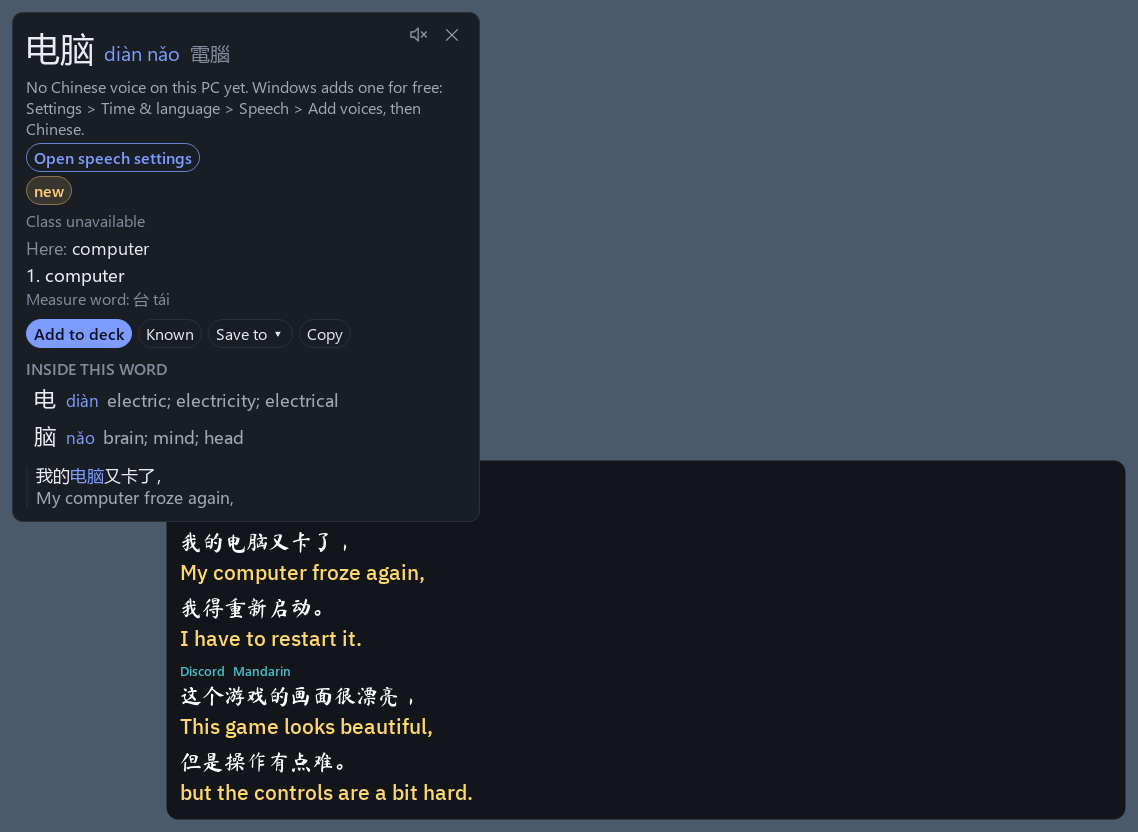 电脑 diàn nǎo 電腦
No Chinese voice on this PC yet. Windows adds one for free:
Settings > Time & language > Speech > Add voices, then
Chinese.
Open speech settings
new
Class unavailable
Here: computer
1. computer
Measure word: 台 tái
Add to deck Known Save to ▾ Copy
INSIDE THIS WORD
电 diàn electric; electricity; electrical
脑 nǎo brain; mind; head
我的电脑又卡了，
My computer froze again,
我的电脑又卡了，
My computer froze again,
我得重新启动。
I have to restart it.
Discord Mandarin
这个游戏的画面很漂亮，
This game looks beautiful,
但是操作有点难。
but the controls are a bit hard.